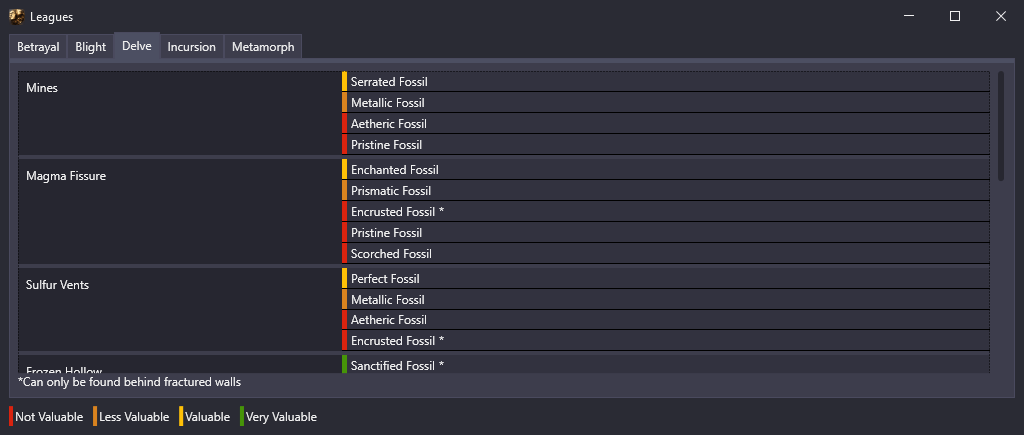 Leagues
Betrayal Blight Delve Incursion Metamorph
Mines
Serrated Fossil
Metallic Fossil
Aetheric Fossil
Pristine Fossil
Magma Fissure
Enchanted Fossil
Prismatic Fossil
Encrusted Fossil *
Pristine Fossil
Scorched Fossil
Sulfur Vents
Perfect Fossil
Metallic Fossil
Aetheric Fossil
Encrusted Fossil *
Frozen Hollow
Sanctified Fossil *
*Can only be found behind fractured walls
Not Valuable Less Valuable Valuable Very Valuable